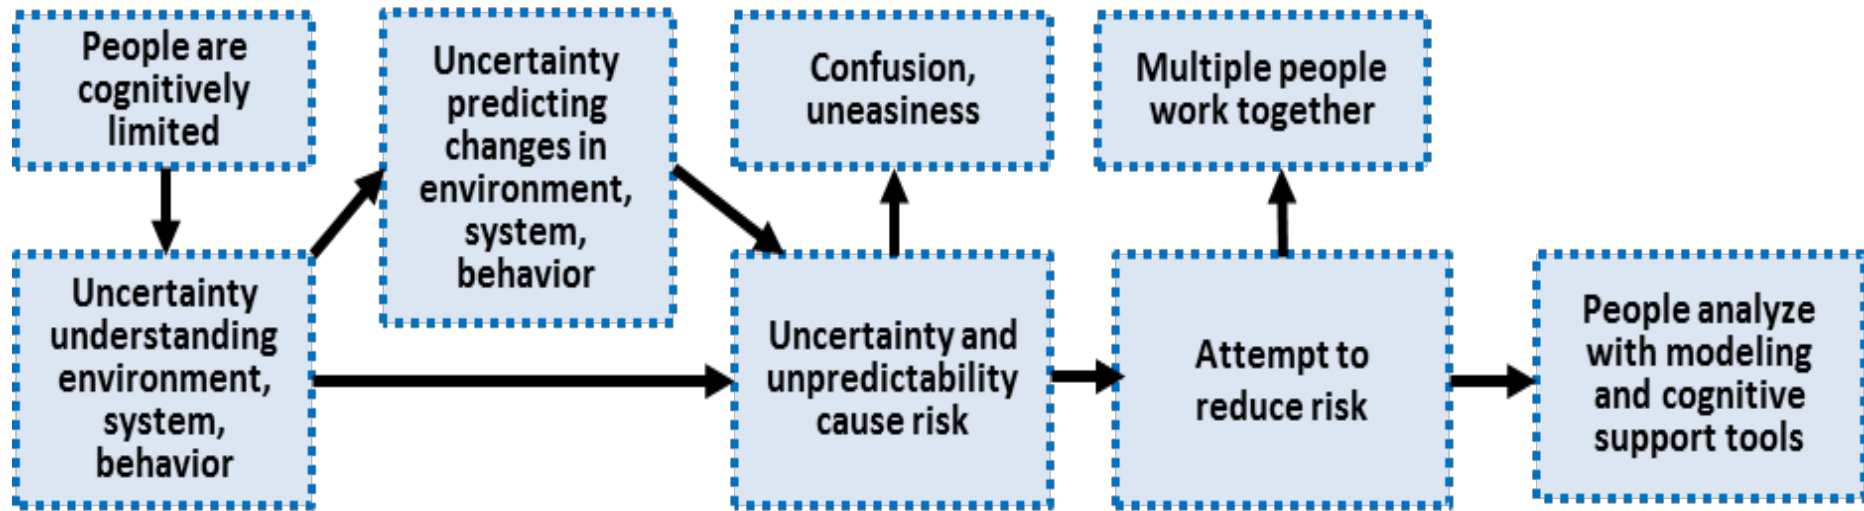 People are
cognitively
limited
Uncertainty
predicting
changes in
environment,
system,
behavior
Confusion,
uneasiness
Multiple people
work together
Uncertainty
understanding
environment,
system,
behavior
Uncertainty and
unpredictability
cause risk
Attempt to
reduce risk
People analyze
with modeling
and cognitive
support tools